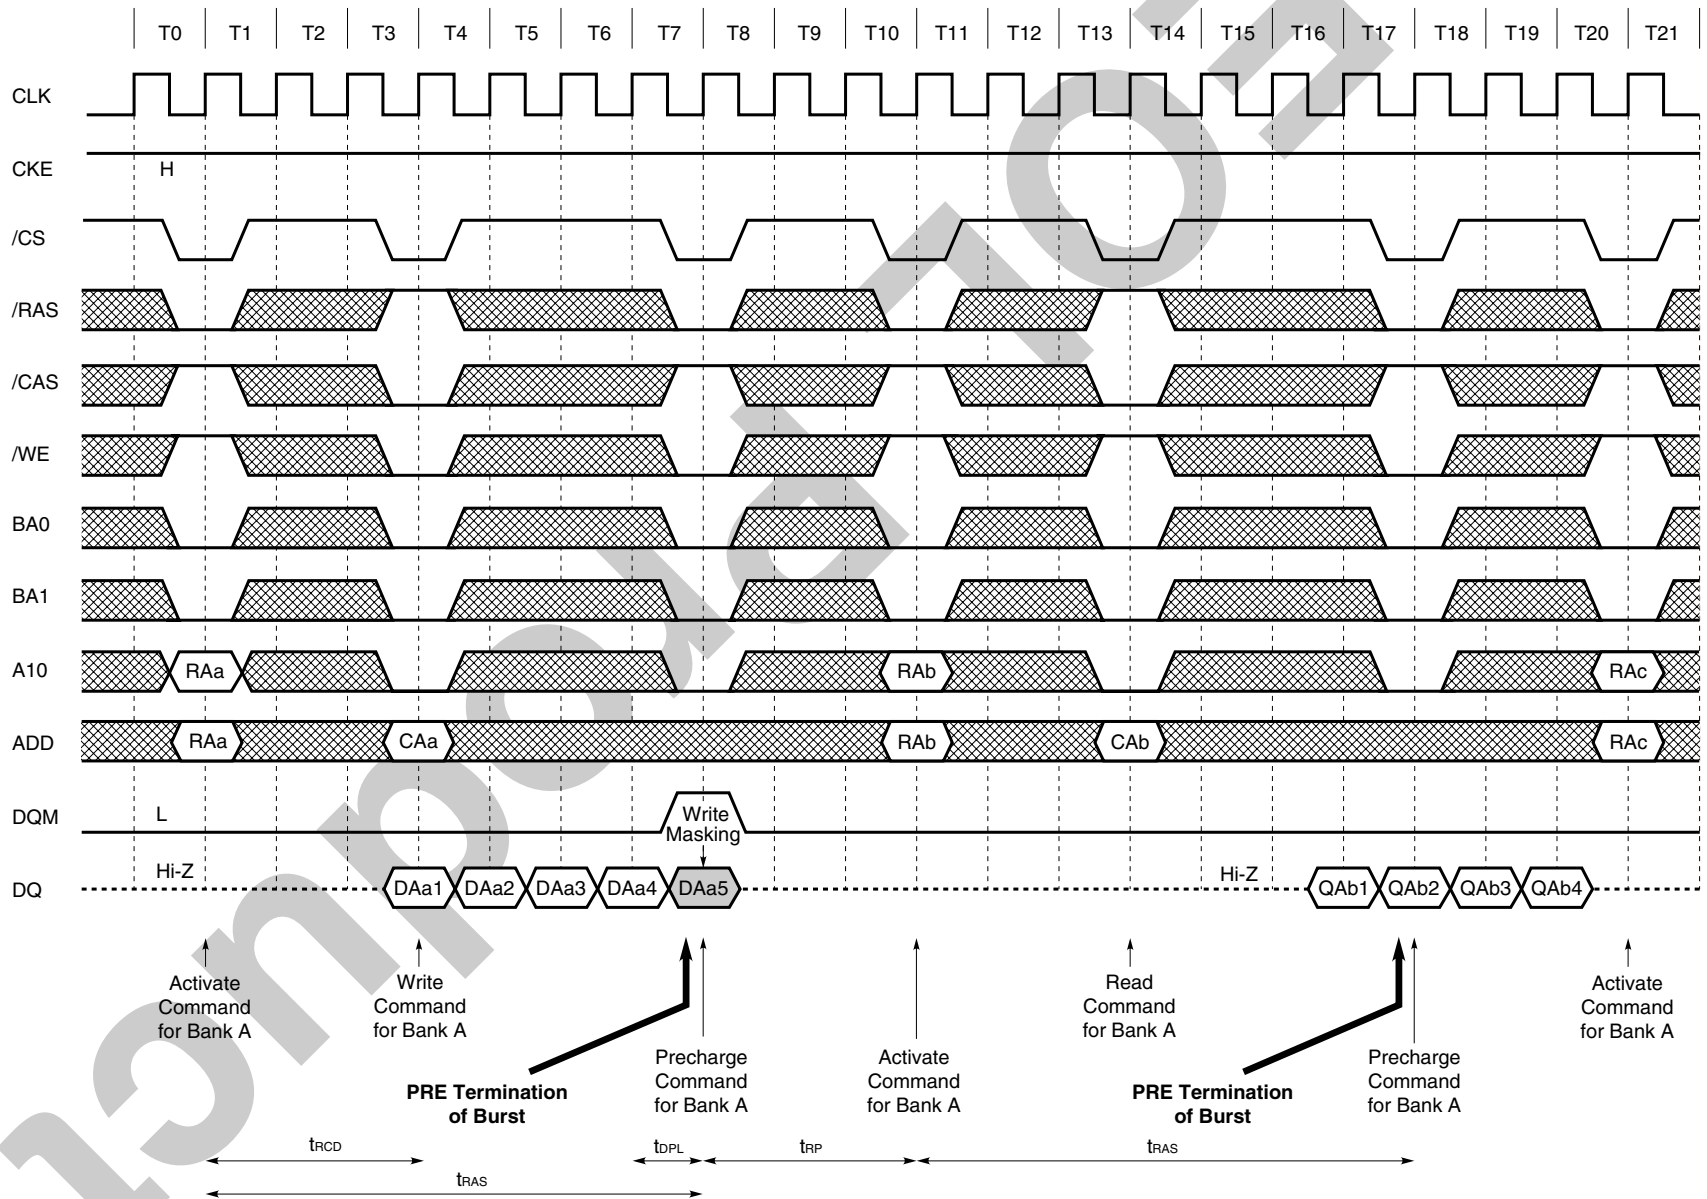 T0 T1 T2 T3 T4 T5 T6 T7 T8 T9 T10 T11 T12 T13 T14 T15 T16 T17 T18 T19 T20 T21
CLK
CKE H
/CS
/RAS
/CAS
/WE
BA0
BA1
A10 RAa RAb RAc
ADD RAa CAa RAb CAb RAc
DQM L Write
Masking
DQ Hi-Z DAa1 DAa2 DAa3 DAa4 DAa5 Hi-Z QAb1 QAb2 QAb3 QAb4
Activate
Command
for Bank A
Write
Command
for Bank A
PRE Termination
of Burst
Precharge
Command
for Bank A
Activate
Command
for Bank A
Read
Command
for Bank A
PRE Termination
of Burst
Precharge
Command
for Bank A
Activate
Command
for Bank A
tRCD tDPL tRP tRAS
tRAS
EOL Product